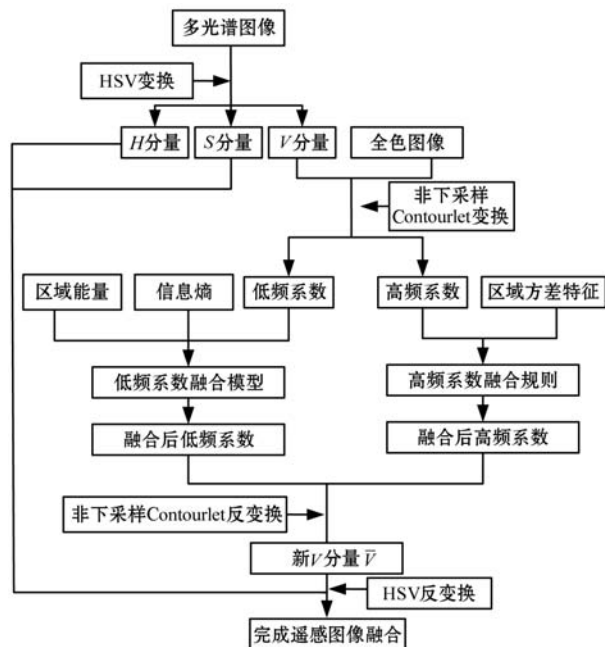 多光谱图像
HSV变换
H分量
S分量
V分量
全色图像
非下采样
Contourlet变换
区域能量
信息熵
低频系数
高频系数
区域方差特征
低频系数融合模型
高频系数融合规则
融合后低频系数
融合后高频系数
非下采样Contourlet反变换
新V分量 V̄
HSV反变换
完成遥感图像融合